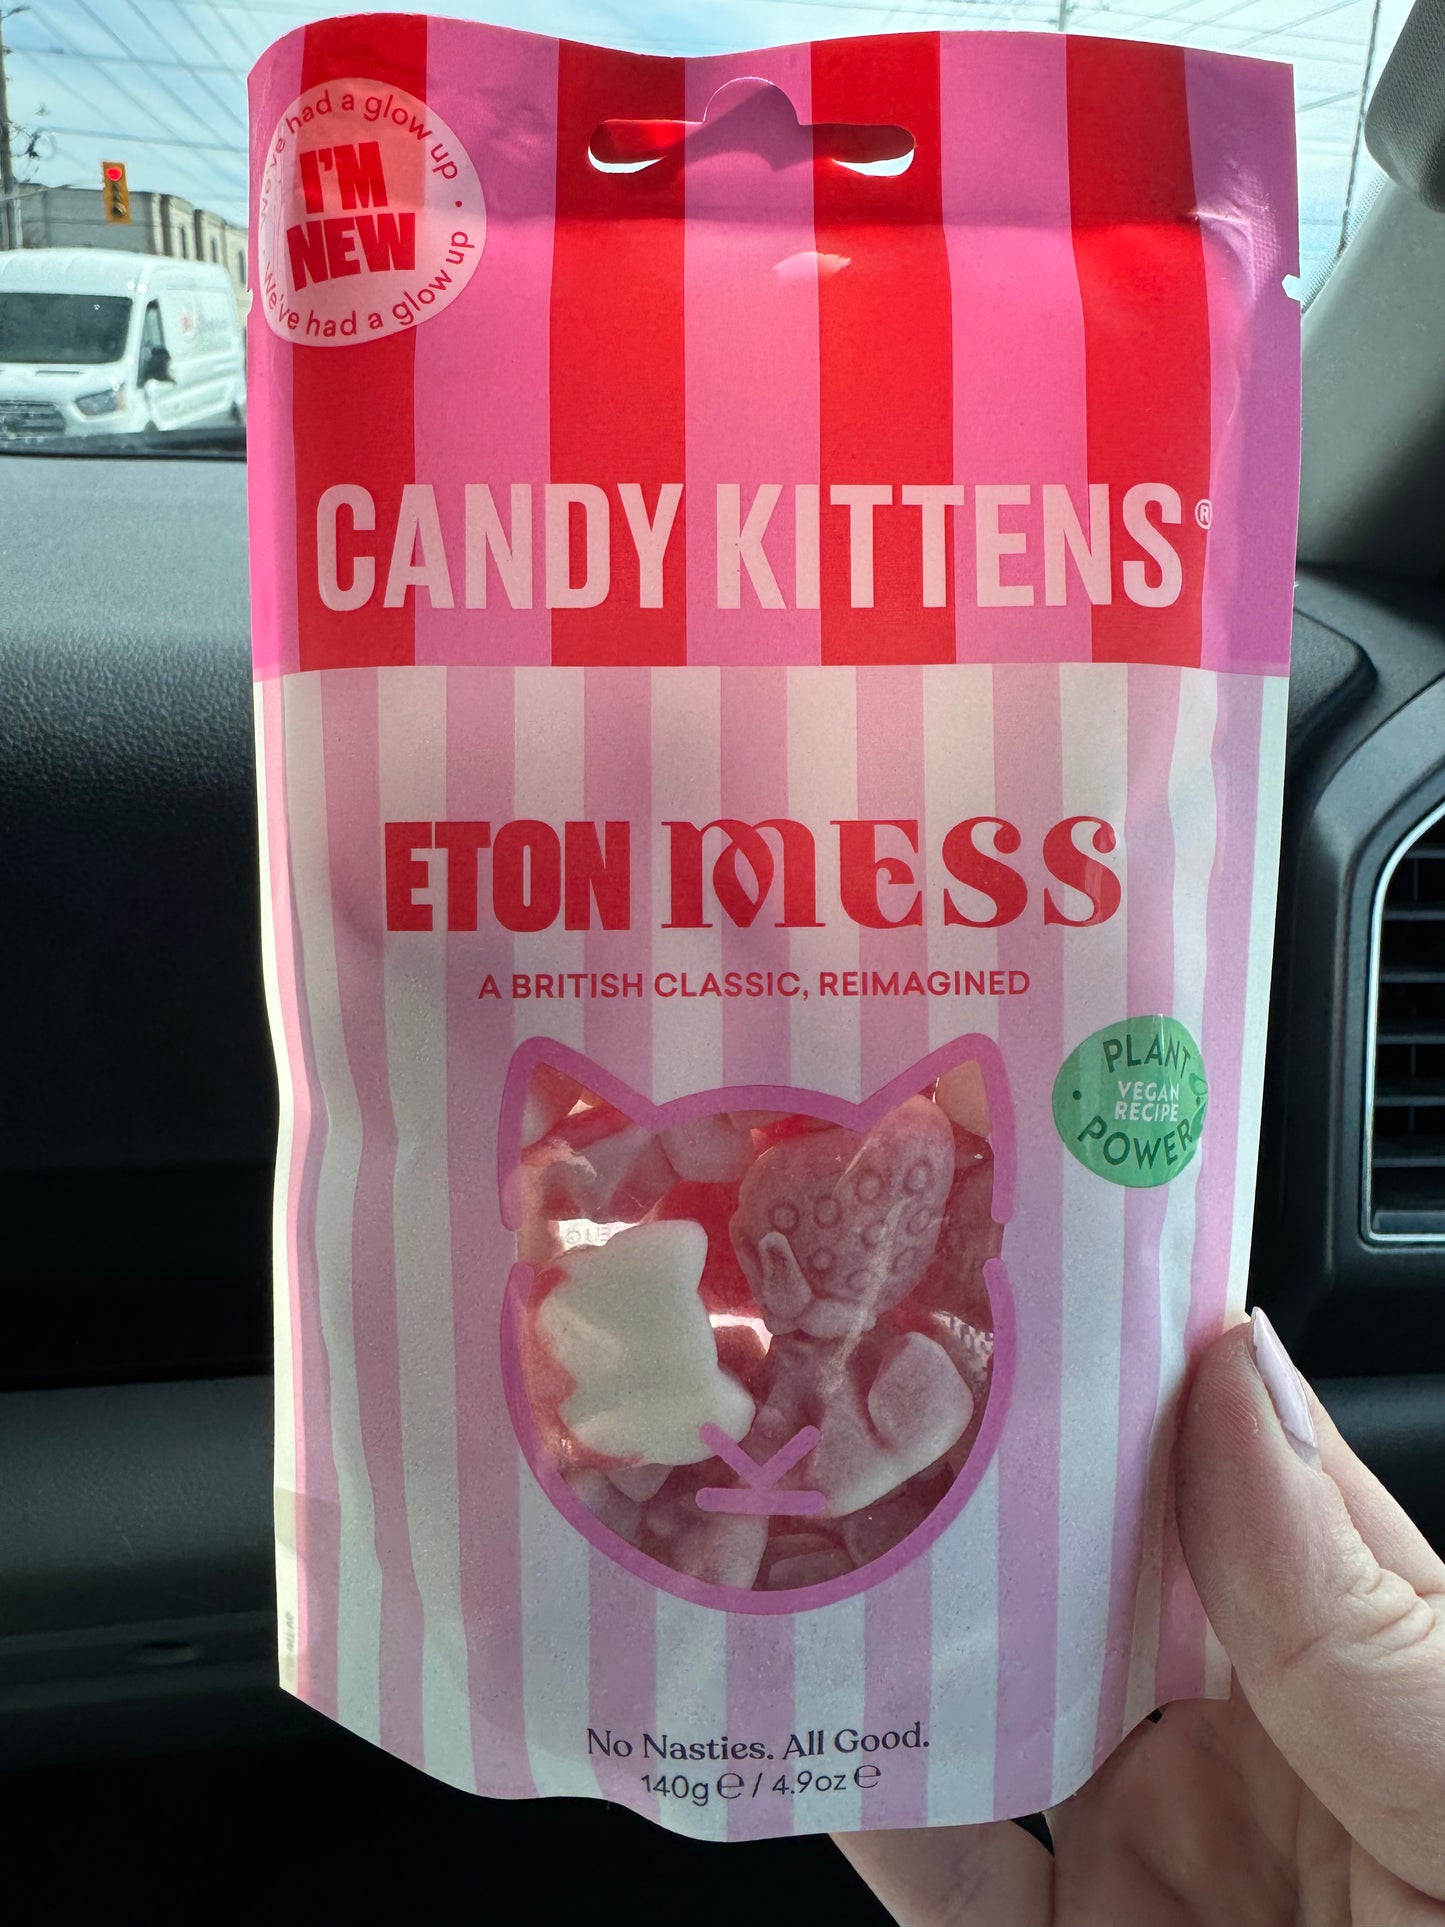 We've had a glow up.
I'M
NEW
We've had a glow up.
CANDY KITTENS®
ETON MESS
A BRITISH CLASSIC, REIMAGINED
PLANT
VEGAN
RECIPE
POWER
K
No Nasties. All Good.
140g℮ / 4.9oz℮